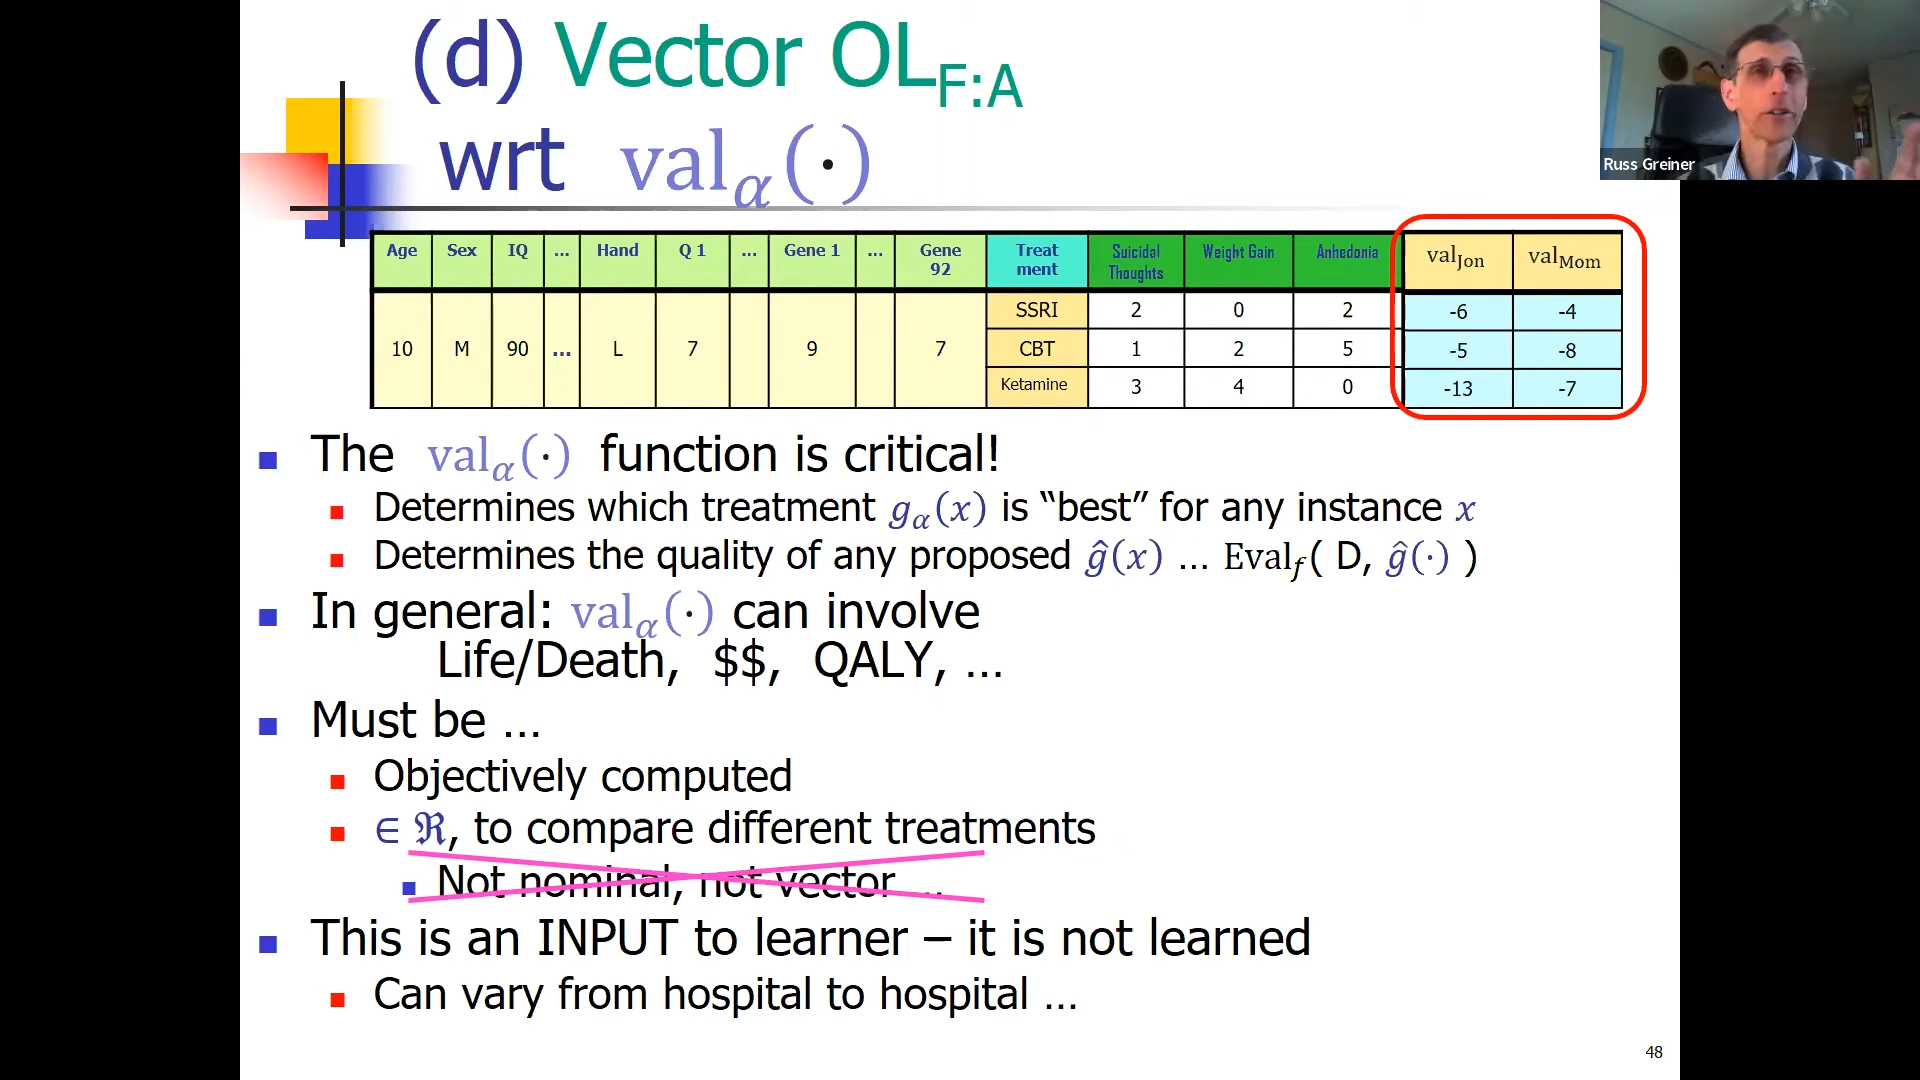 (d) Vector OL_F:A
wrt val_α(·)
Russ Greiner
Age Sex IQ ... Hand Q 1 ... Gene 1 ... Gene 92 Treat ment Suicidal Thoughts Weight Gain Anhedonia val_Jon val_Mom
SSRI 2 0 2 -6 -4
10 M 90 ... L 7 9 7 CBT 1 2 5 -5 -8
Ketamine 3 4 0 -13 -7
The val_α(·) function is critical!
Determines which treatment g_α(x) is “best” for any instance x
Determines the quality of any proposed ĝ(x) ... Eval_f( D, ĝ(·) )
In general: val_α(·) can involve
Life/Death, $$, QALY, ...
Must be ...
Objectively computed
∈ ℜ, to compare different treatments
Not nominal, not vector ...
This is an INPUT to learner – it is not learned
Can vary from hospital to hospital ...
48